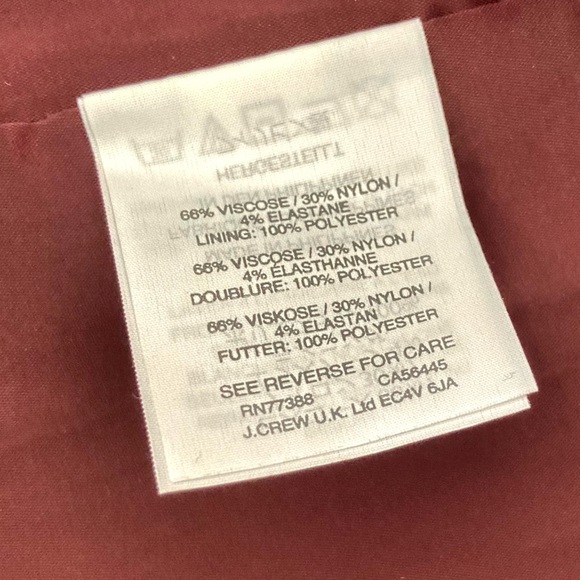 66% VISCOSE / 30% NYLON /
4% ELASTANE
LINING: 100% POLYESTER
66% VISCOSE / 30% NYLON /
4% ÉLASTHANNE
DOUBLURE: 100% POLYESTER
66% VISKOSE / 30% NYLON /
4% ELASTAN
FUTTER: 100% POLYESTER
SEE REVERSE FOR CARE
RN77388 CA56445
J.CREW U.K. Ltd EC4V 6JA